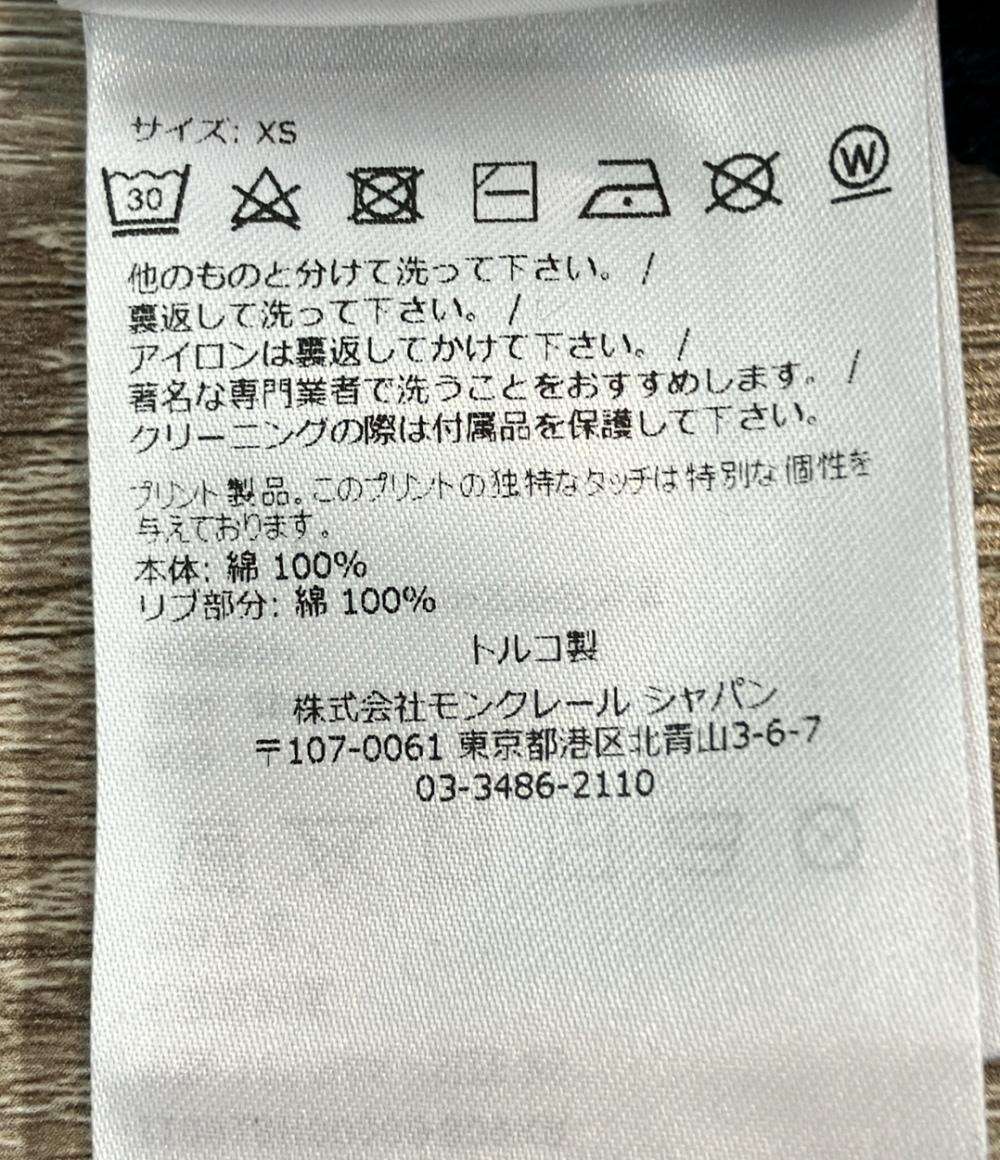 サイズ: XS
30
W
他のものと分けて洗って下さい。 /
裏返して洗って下さい。 /
アイロンは裏返してかけて下さい。 /
著名な専門業者で洗うことをおすすめします。 /
クリーニングの際は付属品を保護して下さい。
プリント製品。このプリントの独特なタッチは特別な個性を
与えております。
本体: 綿 100%
リブ部分: 綿 100%
トルコ製
株式会社モンクレール ジャパン
〒107-0061 東京都港区北青山3-6-7
03-3486-2110